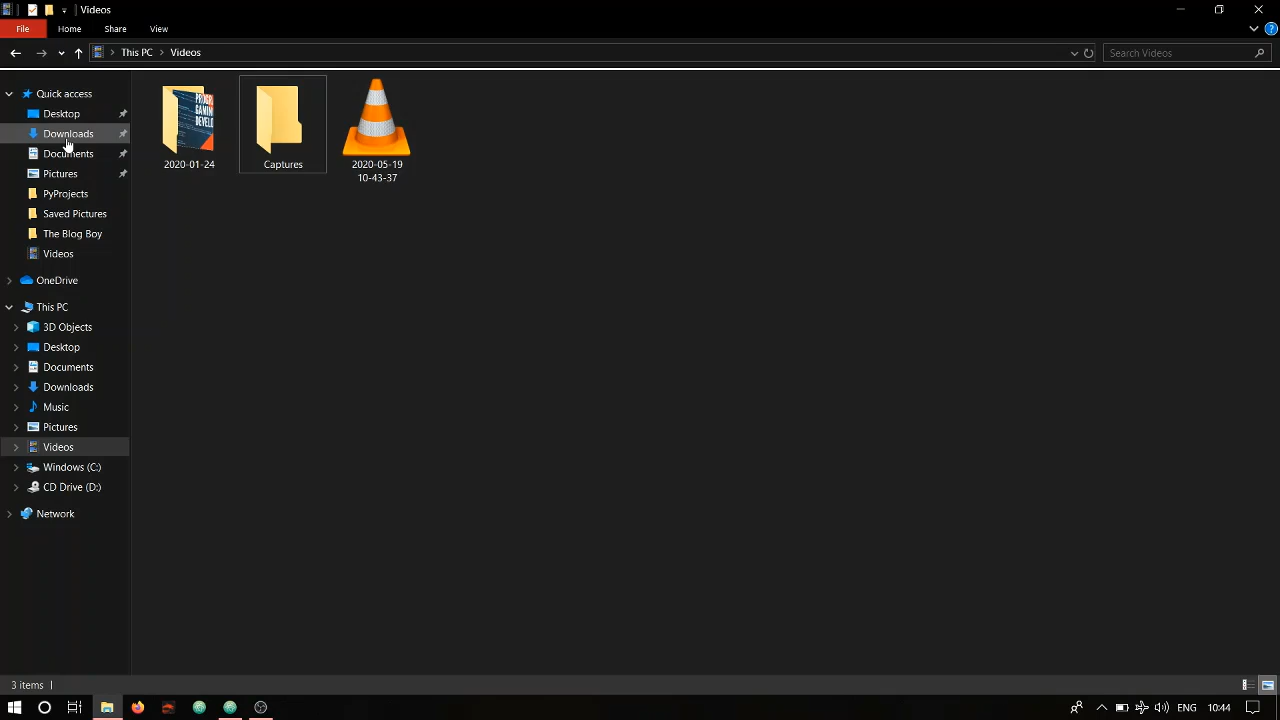 Videos
File
Home
Share
View
This PC
Videos
Search Videos
Quick access
Desktop
Downloads
Documents
Pictures
PyProjects
Saved Pictures
The Blog Boy
Videos
OneDrive
This PC
3D Objects
Desktop
Documents
Downloads
Music
Pictures
Videos
Windows (C:)
CD Drive (D:)
Network
2020-01-24
Captures
2020-05-19
10-43-37
3 items
ENG
10:44